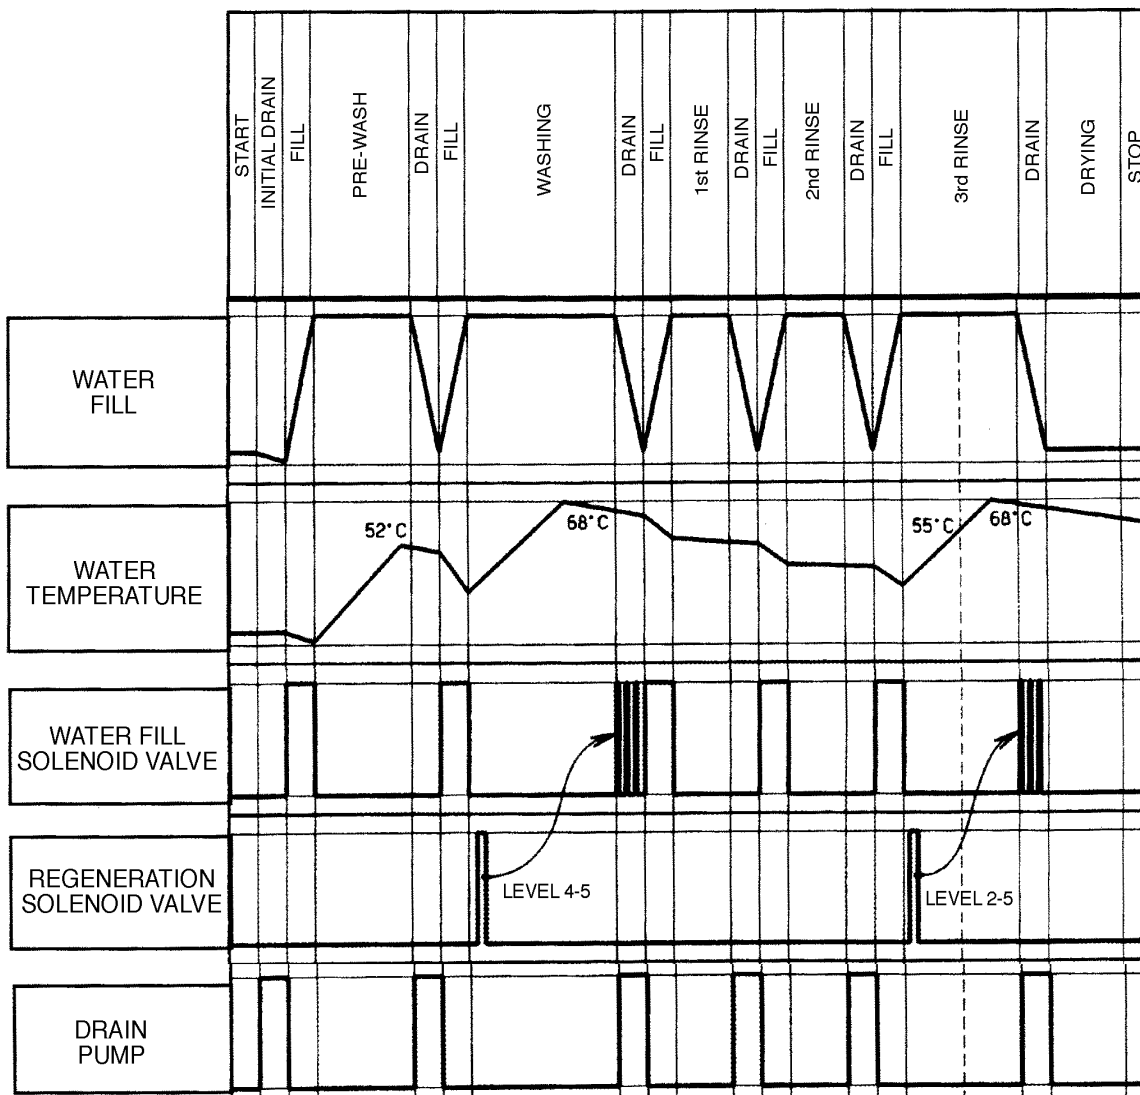 START
INITIAL DRAIN
FILL
PRE-WASH
DRAIN
FILL
WASHING
DRAIN
FILL
1st RINSE
DRAIN
FILL
2nd RINSE
DRAIN
FILL
3rd RINSE
DRAIN
DRYING
STOP
WATER
FILL
WATER
TEMPERATURE
52°C
68°C
55°C
68°C
WATER FILL
SOLENOID VALVE
REGENERATION
SOLENOID VALVE
LEVEL 4-5
LEVEL 2-5
DRAIN
PUMP